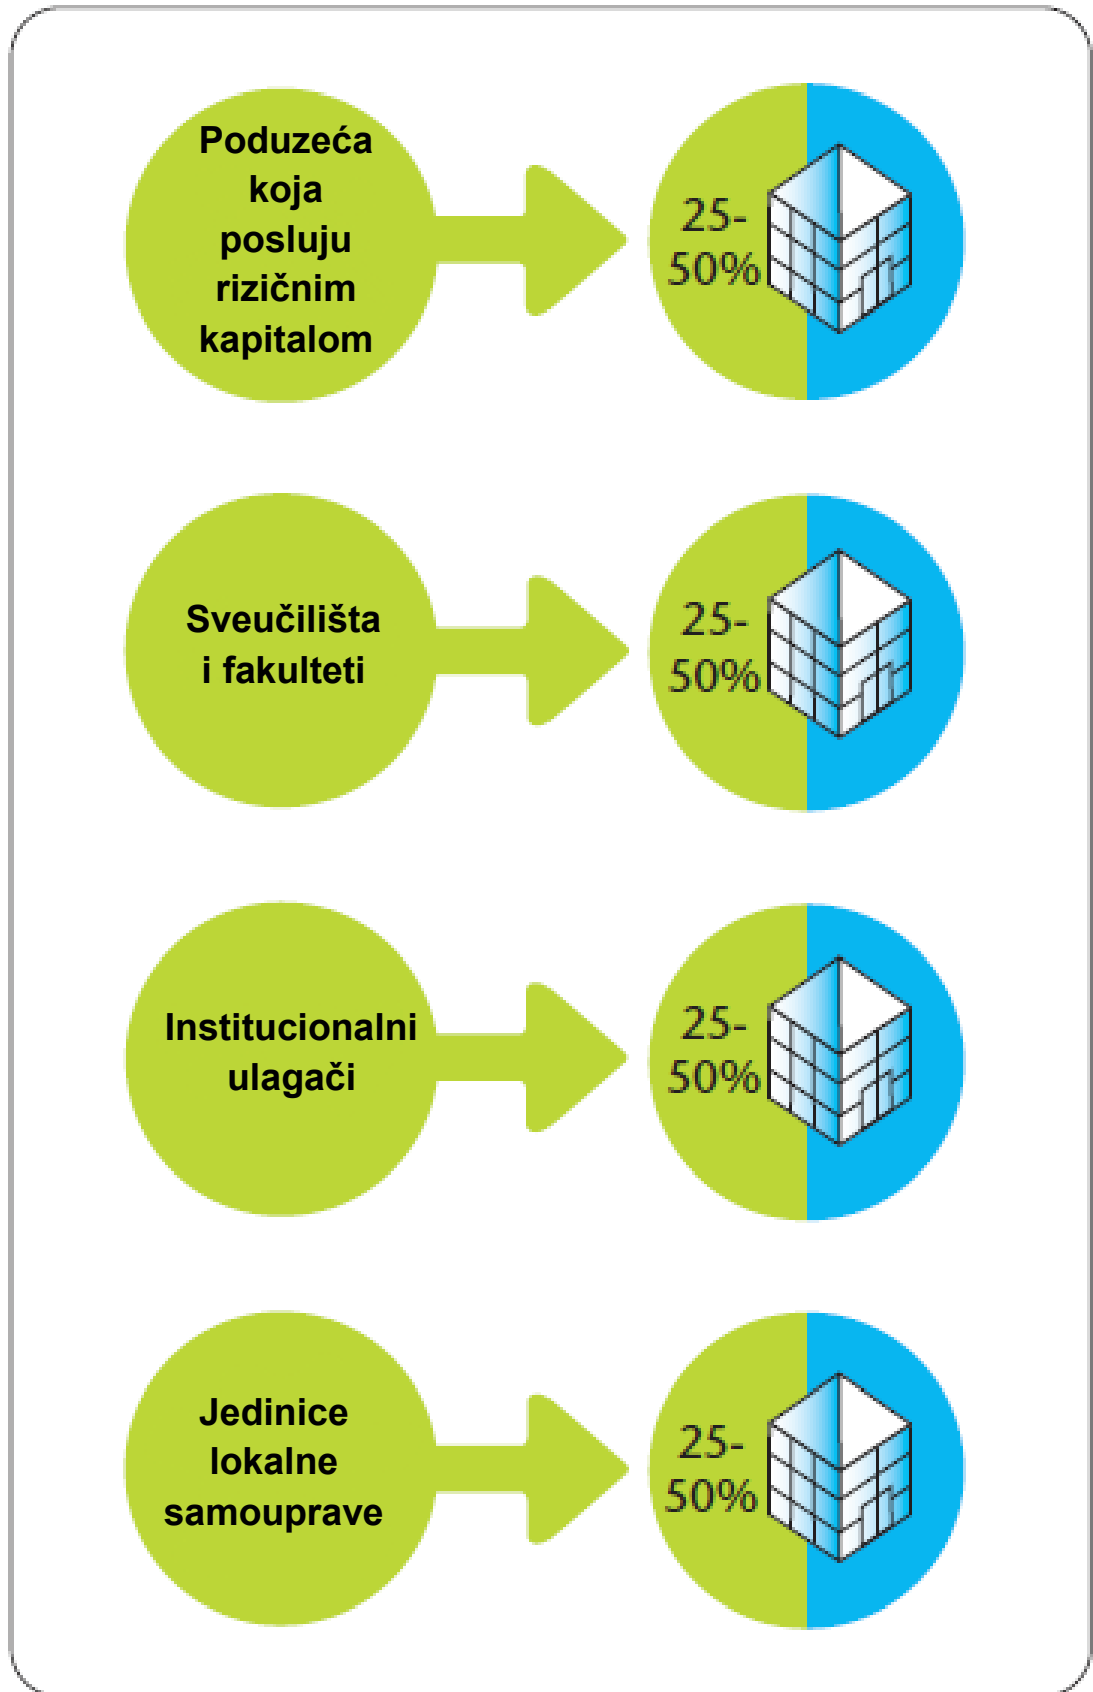 Poduzeća
koja
posluju
rizičnim
kapitalom
25-
50%
Sveučilišta
i fakulteti
25-
50%
Institucionalni
ulagači
25-
50%
Jedinice
lokalne
samouprave
25-
50%